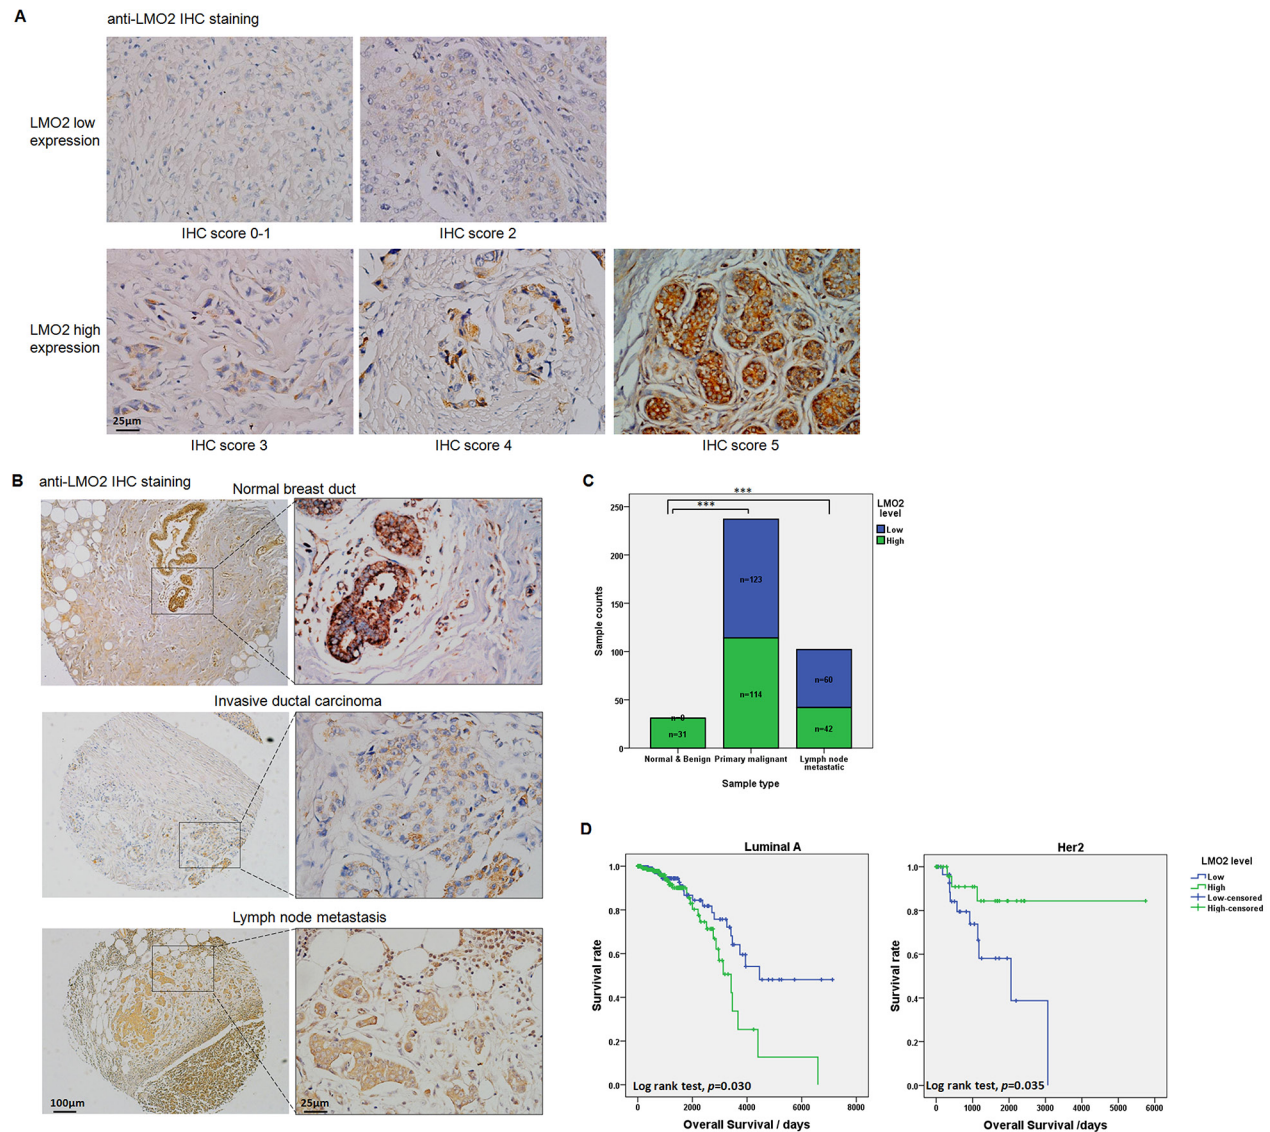 A
anti-LMO2 IHC staining
LMO2 low
expression
IHC score 0-1
IHC score 2
LMO2 high
expression
25μm
IHC score 3
IHC score 4
IHC score 5
B
anti-LMO2 IHC staining
Normal breast duct
Invasive ductal carcinoma
Lymph node metastasis
100μm
25μm
C
***
***
LMO2
level
Low
High
250
200
150
100
50
0
Sample counts
n=123
n=114
n=0
n=31
n=60
n=42
Normal & Benign
Primary malignant
Lymph node
metastatic
Sample type
D
Luminal A
Survival rate
1.0
0.8
0.6
0.4
0.2
0.0
Log rank test, p=0.030
0
2000
4000
6000
8000
Overall Survival / days
Her2
Survival rate
1.0
0.8
0.6
0.4
0.2
0.0
Log rank test, p=0.035
0
1000
2000
3000
4000
5000
6000
Overall Survival /days
LMO2 level
Low
High
Low-censored
High-censored